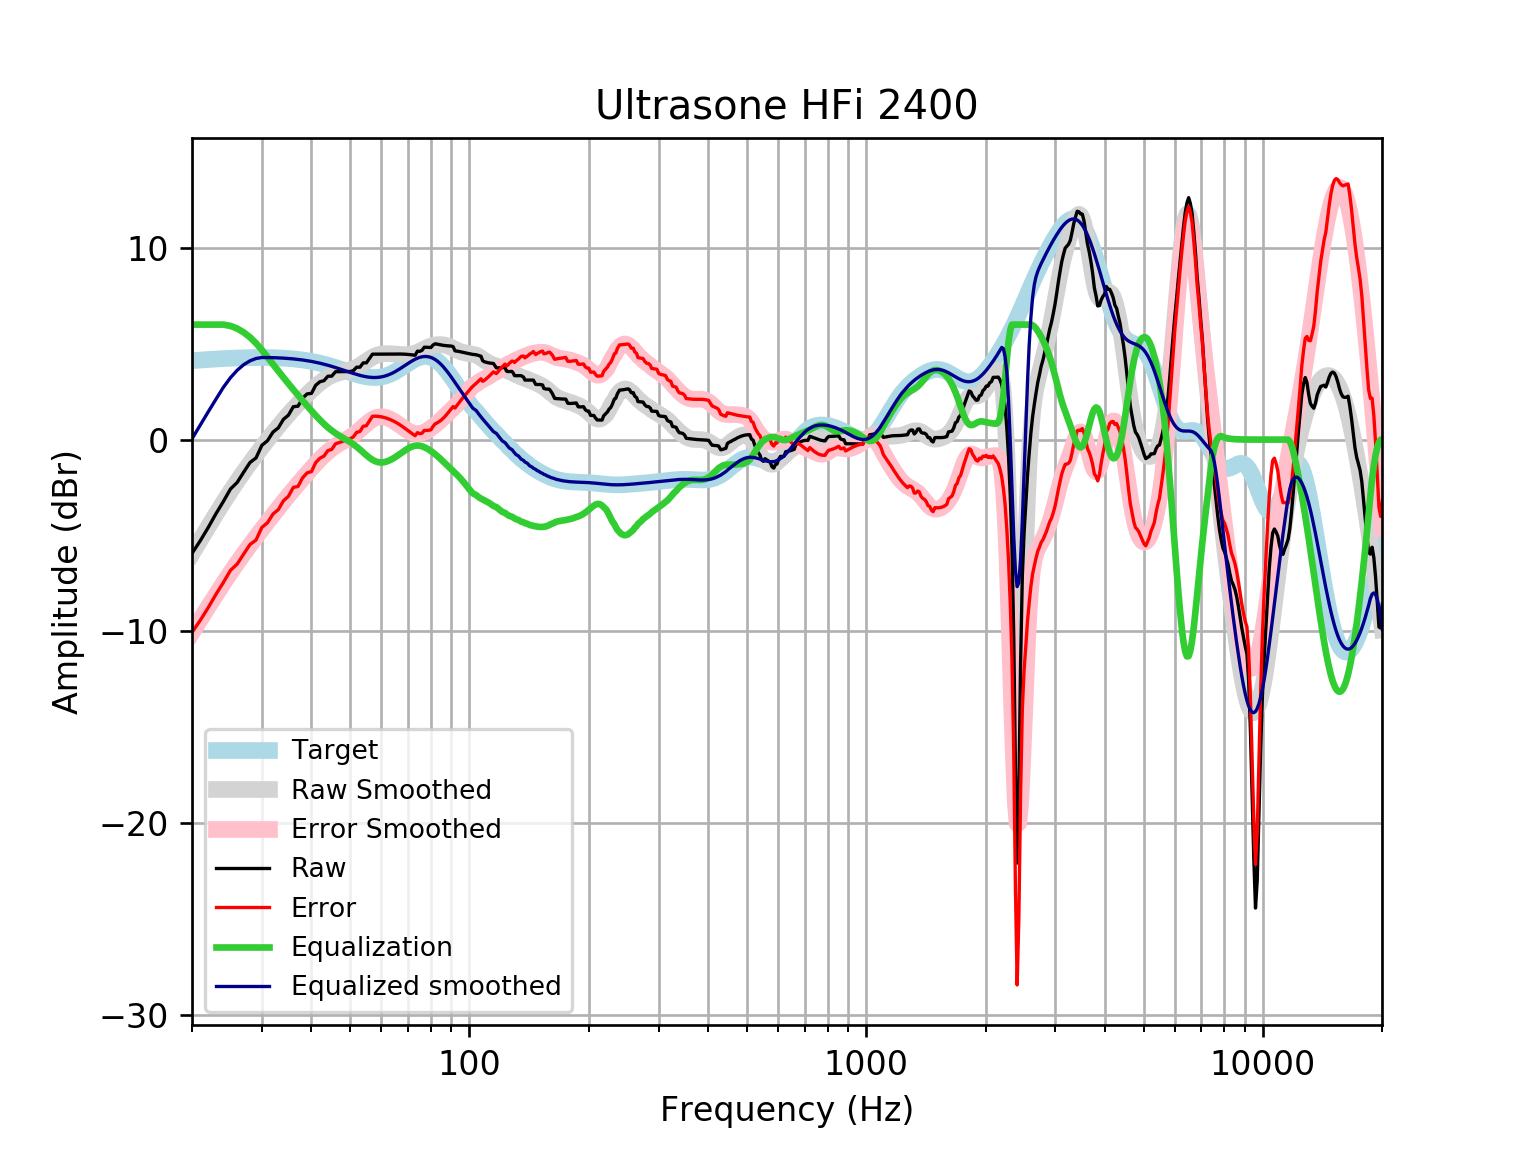 Ultrasone HFi 2400
Amplitude (dBr)
10
0
−10
−20
−30
Target
Raw Smoothed
Error Smoothed
Raw
Error
Equalization
Equalized smoothed
100
1000
10000
Frequency (Hz)